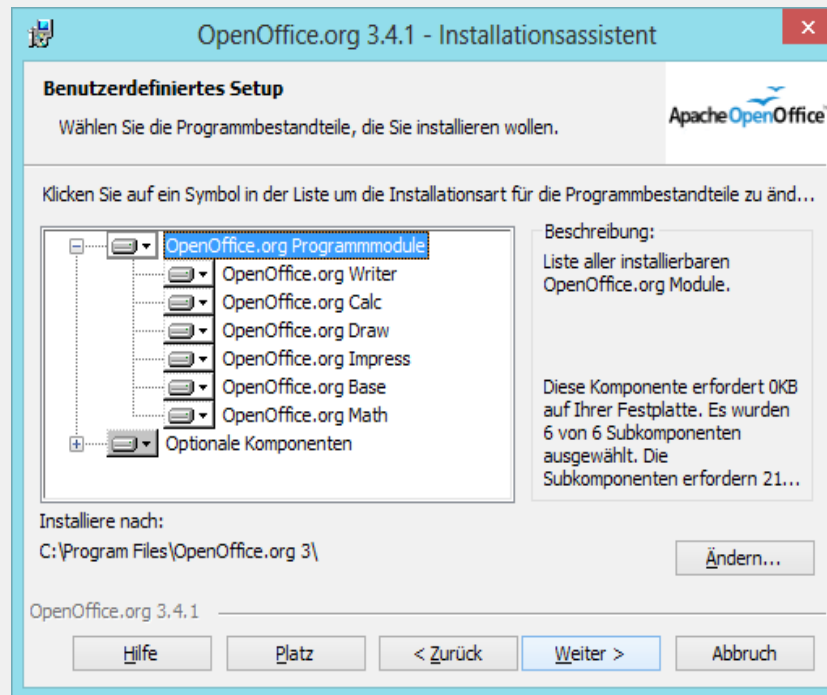 OpenOffice.org 3.4.1 - Installationsassistent
Benutzerdefiniertes Setup
Wählen Sie die Programmbestandteile, die Sie installieren wollen.
Apache OpenOffice™
Klicken Sie auf ein Symbol in der Liste um die Installationsart für die Programmbestandteile zu änd...
OpenOffice.org Programmmodule
OpenOffice.org Writer
OpenOffice.org Calc
OpenOffice.org Draw
OpenOffice.org Impress
OpenOffice.org Base
OpenOffice.org Math
Optionale Komponenten
Beschreibung:
Liste aller installierbaren
OpenOffice.org Module.
Diese Komponente erfordert 0KB
auf Ihrer Festplatte. Es wurden
6 von 6 Subkomponenten
ausgewählt. Die
Subkomponenten erfordern 21...
Installiere nach:
C:\Program Files\OpenOffice.org 3\
Ändern...
OpenOffice.org 3.4.1
Hilfe
Platz
< Zurück
Weiter >
Abbruch